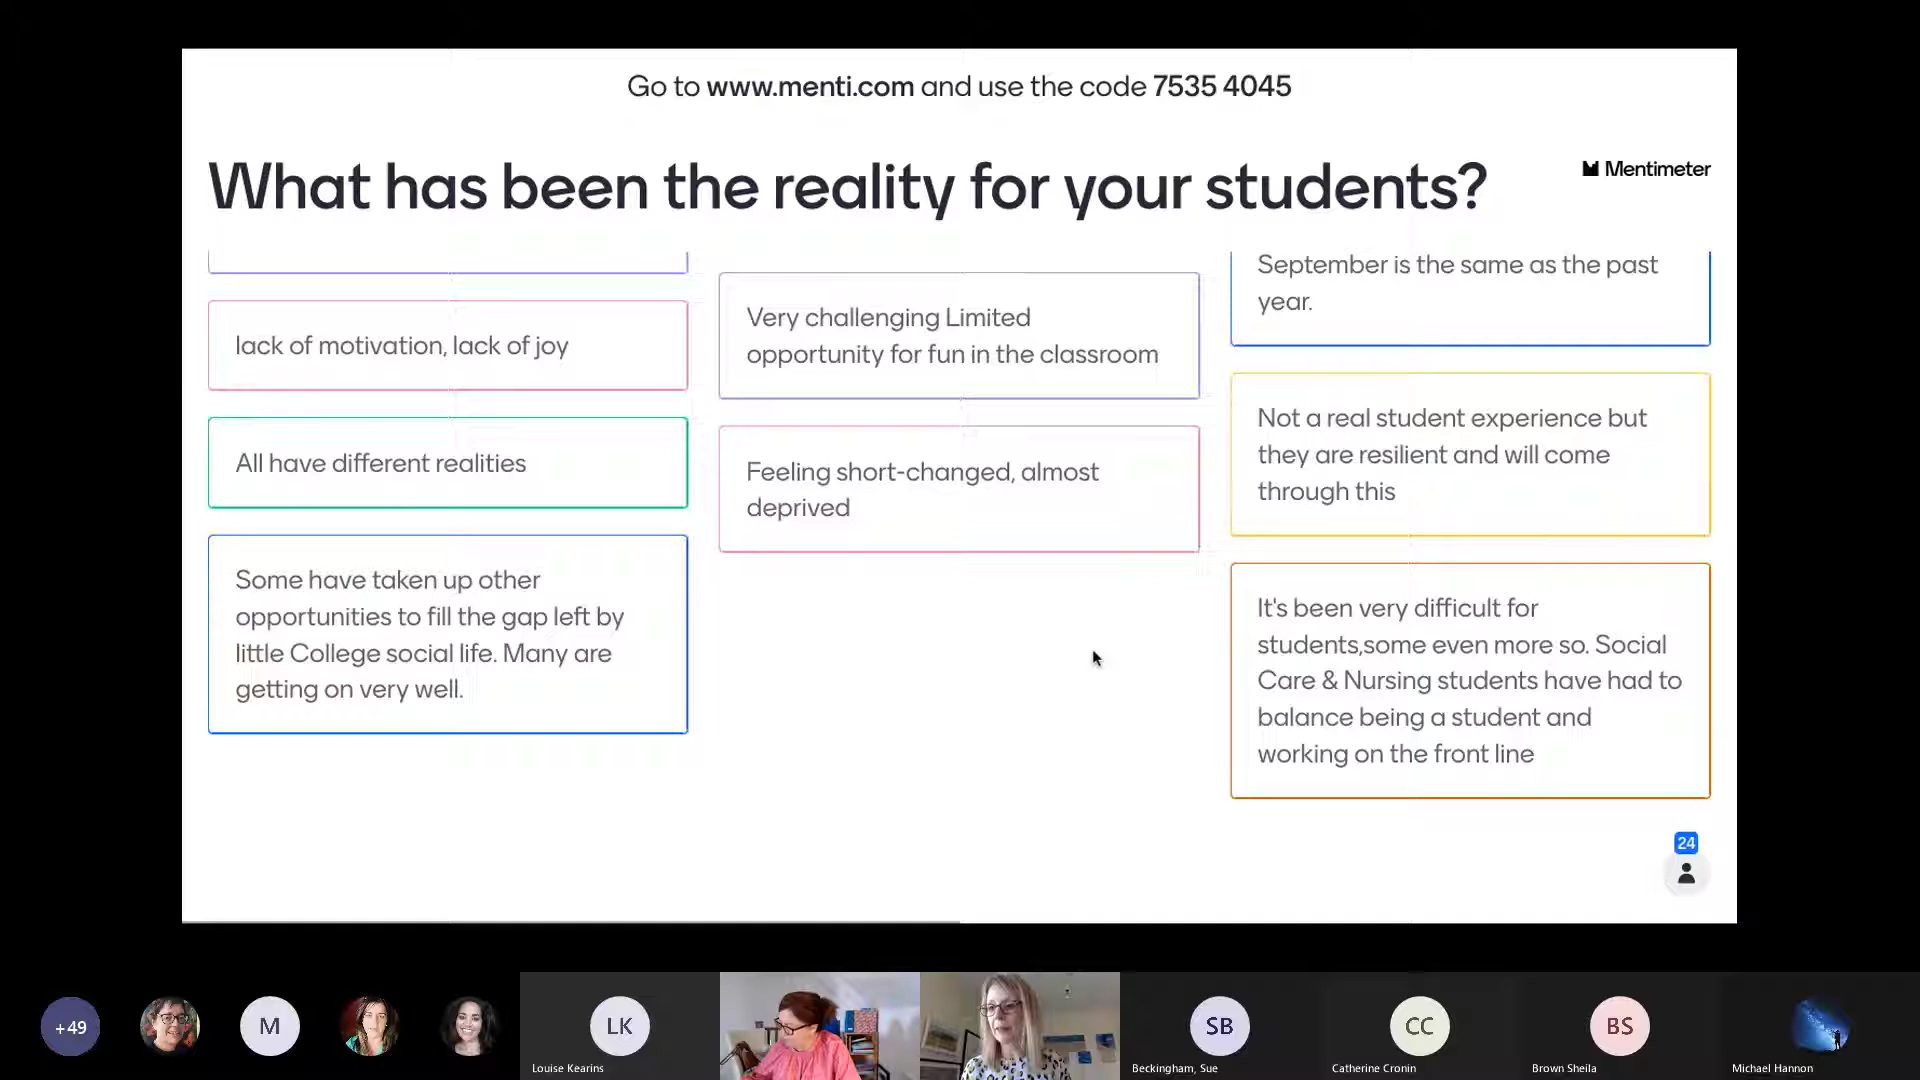 Go to www.menti.com and use the code 7535 4045
What has been the reality for your students?
Mentimeter
lack of motivation, lack of joy
All have different realities
Some have taken up other
opportunities to fill the gap left by
little College social life. Many are
getting on very well.
Very challenging Limited
opportunity for fun in the classroom
Feeling short-changed, almost
deprived
September is the same as the past
year.
Not a real student experience but
they are resilient and will come
through this
It's been very difficult for
students,some even more so. Social
Care & Nursing students have had to
balance being a student and
working on the front line
24
+49
M
LK
Louise Kearins
SB
Beckingham, Sue
CC
Catherine Cronin
BS
Brown Sheila
Michael Hannon